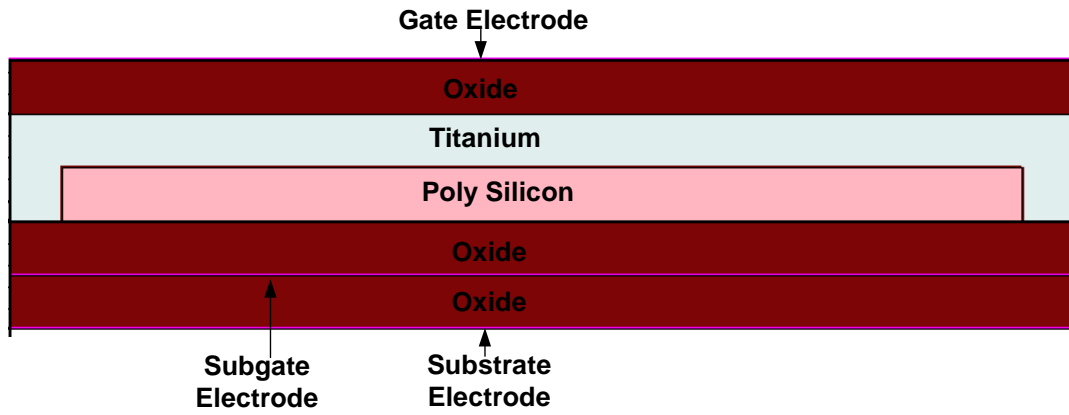 Gate Electrode
Oxide
Titanium
Poly Silicon
Oxide
Oxide
Subgate
Electrode
Substrate
Electrode